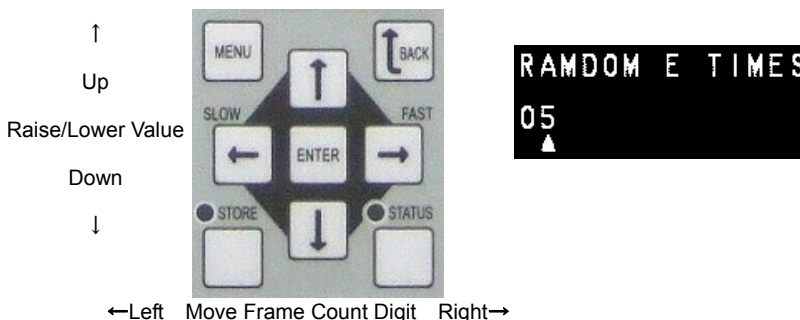 ↑
Up
Raise/Lower Value
Down
↓
MENU
BACK
SLOW
FAST
ENTER
STORE
STATUS
←Left Move Frame Count Digit Right→
RAMDOM E TIMES
05